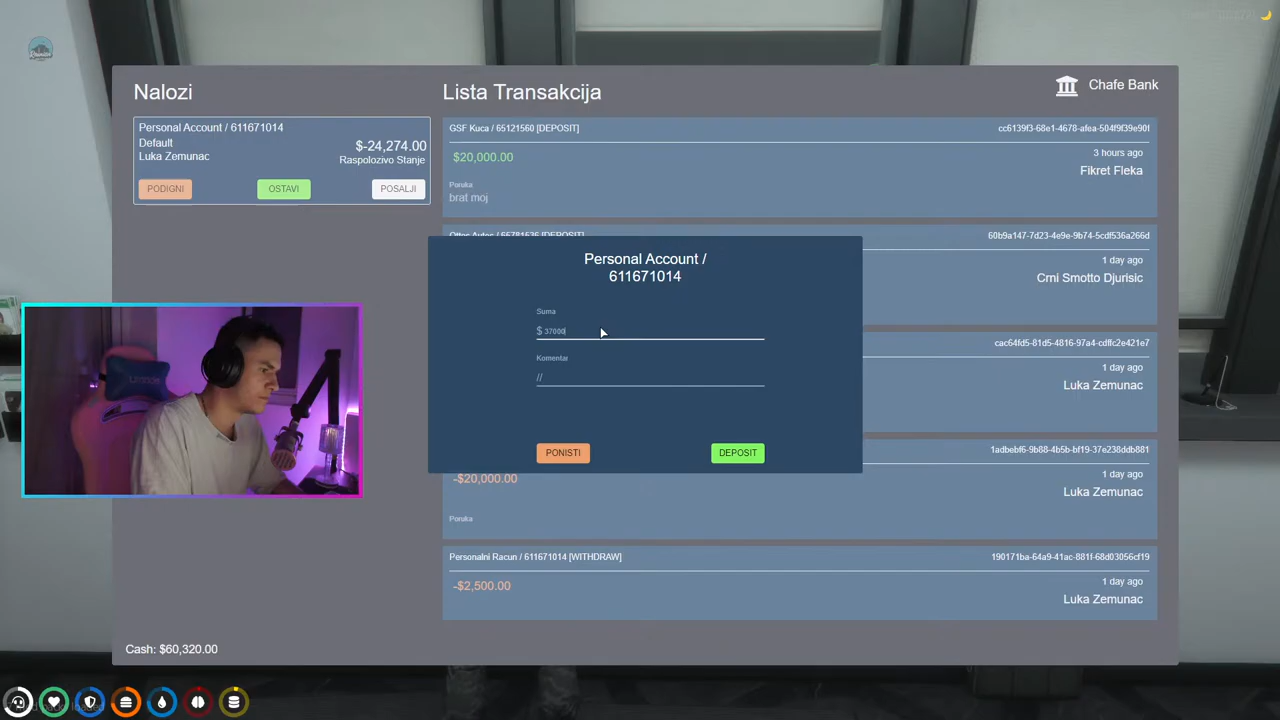 Nalozi
Personal Account / 611671014
Default
Luka Zemunac
$-24,274.00
Raspolozivo Stanje
PODIGNI
OSTAVI
POSALJI
Lista Transakcija
Chafe Bank
GSF Kuca / 65121560 [DEPOSIT]
cc6139f3-68e1-4678-afea-504f9f39e90f
$20,000.00
3 hours ago
Fikret Fleka
Poruka
brat moj
60b9a147-7d23-4e9e-9b74-5cdf536a266d
1 day ago
Crni Smotto Djurisic
Personal Account /
611671014
Suma
$ 37000
Komentar
//
PONISTI
DEPOSIT
cac64fd5-81d5-4816-97a4-cdffc2e421e7
1 day ago
Luka Zemunac
1adbebf6-9b88-4b5b-bf19-37e238ddb881
1 day ago
Luka Zemunac
-$20,000.00
Poruka
Personalni Racun / 611671014 [WITHDRAW]
190171ba-64a9-41ac-881f-68d03056cf19
-$2,500.00
1 day ago
Luka Zemunac
Cash: $60,320.00